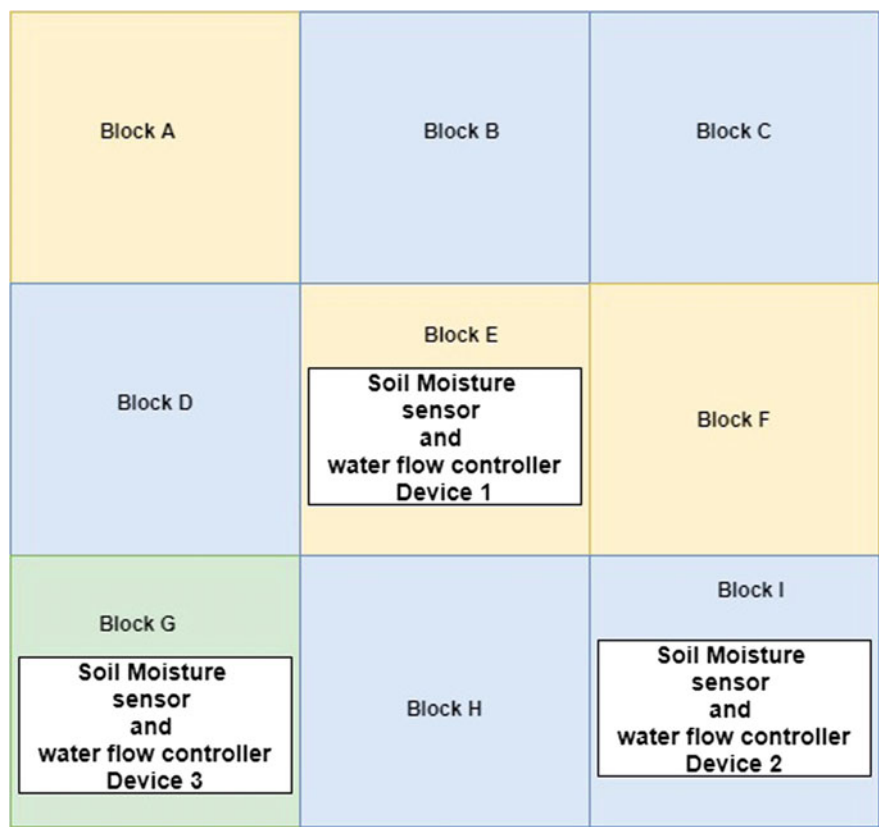 Block A
Block B
Block C
Block D
Block E
Soil Moisture
sensor
and
water flow controller
Device 1
Block F
Block G
Soil Moisture
sensor
and
water flow controller
Device 3
Block H
Block I
Soil Moisture
sensor
and
water flow controller
Device 2